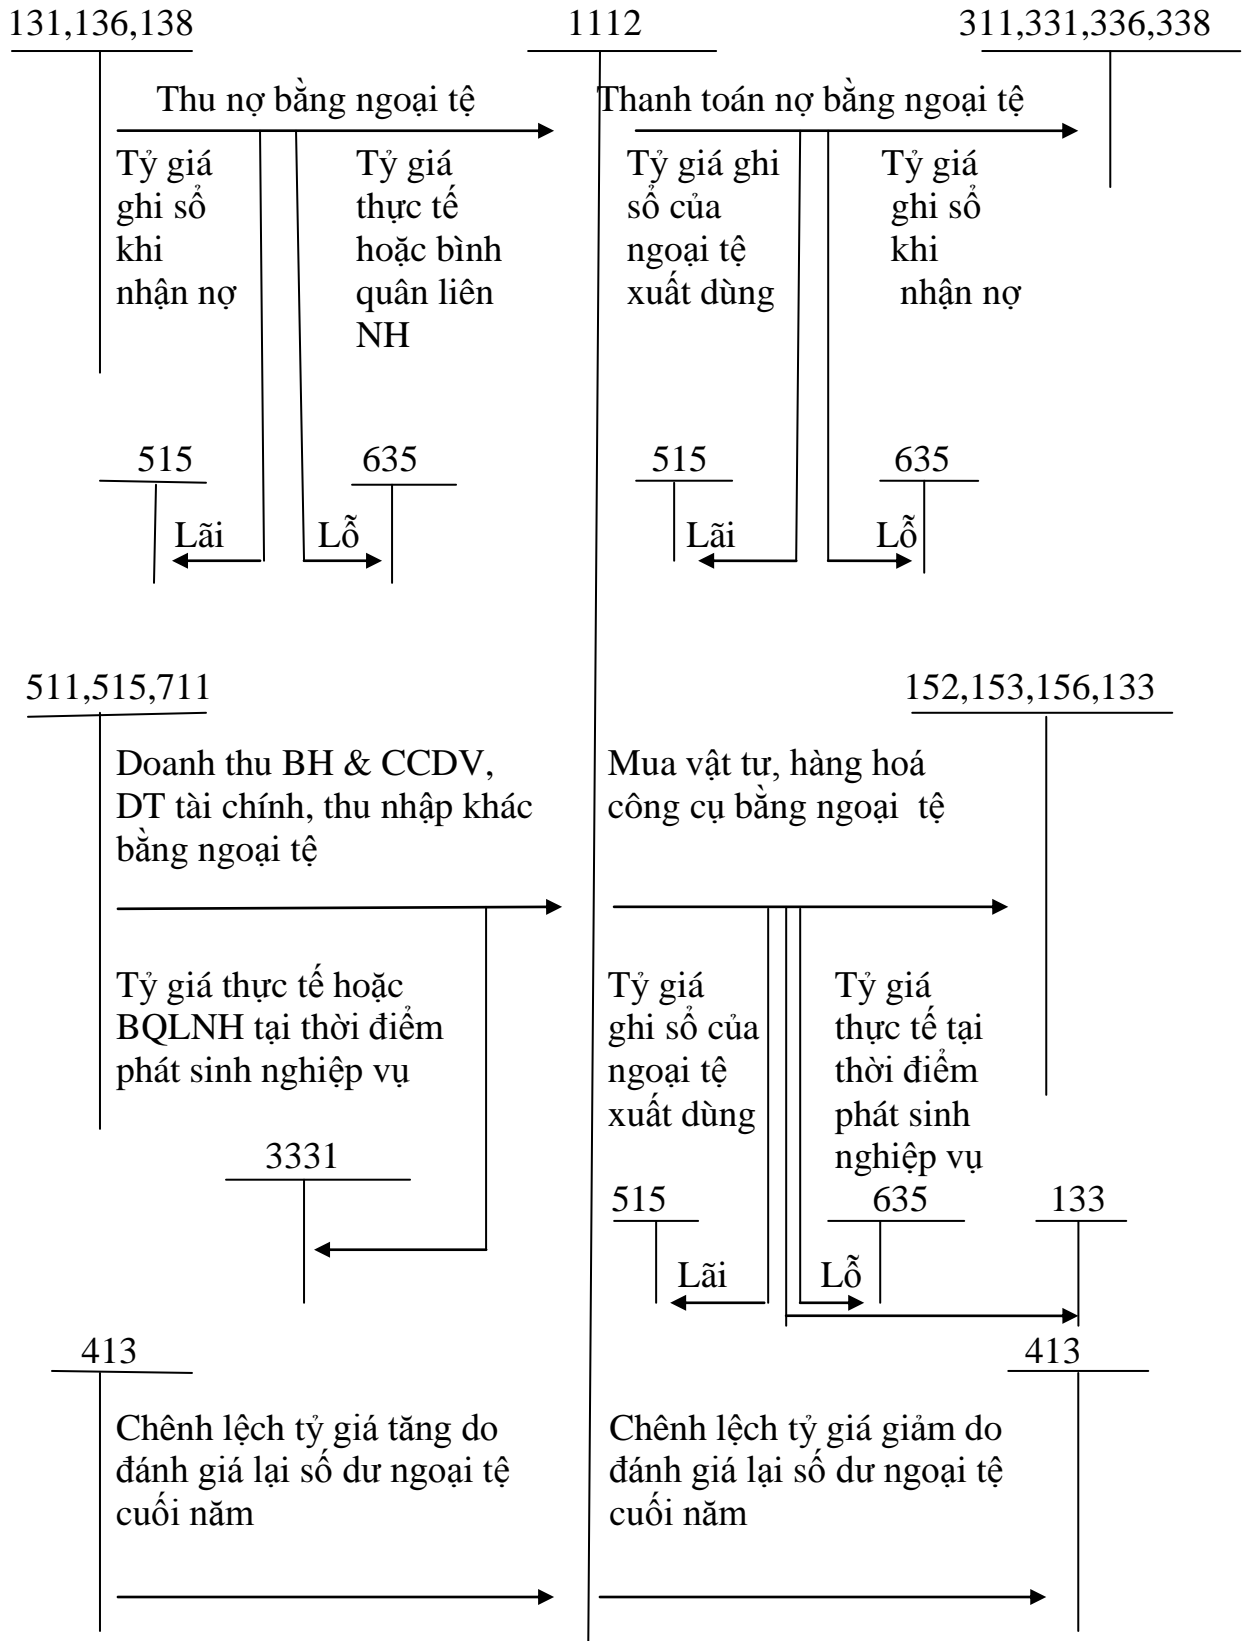 131,136,138
1112
311,331,336,338
Thu nợ bằng ngoại tệ
Thanh toán nợ bằng ngoại tệ
Tỷ giá
ghi sổ
khi
nhận nợ
Tỷ giá
thực tế
hoặc bình
quân liên
NH
Tỷ giá ghi
sổ của
ngoại tệ
xuất dùng
Tỷ giá
ghi sổ
khi
nhận nợ
515
635
515
635
Lãi
Lỗ
Lãi
Lỗ
511,515,711
152,153,156,133
Doanh thu BH & CCDV,
DT tài chính, thu nhập khác
bằng ngoại tệ
Mua vật tư, hàng hoá
công cụ bằng ngoại tệ
Tỷ giá thực tế hoặc
BQLNH tại thời điểm
phát sinh nghiệp vụ
Tỷ giá
ghi sổ của
ngoại tệ
xuất dùng
Tỷ giá
thực tế tại
thời điểm
phát sinh
nghiệp vụ
3331
515
635
133
Lãi
Lỗ
413
413
Chênh lệch tỷ giá tăng do
đánh giá lại số dư ngoại tệ
cuối năm
Chênh lệch tỷ giá giảm do
đánh giá lại số dư ngoại tệ
cuối năm